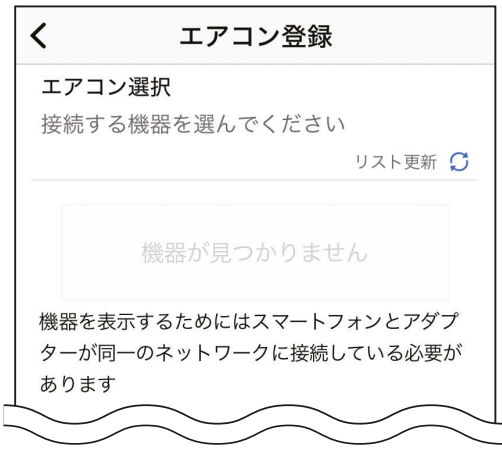 エアコン登録
エアコン選択
接続する機器を選んでください
リスト更新
機器が見つかりません
機器を表示するためにはスマートフォンとアダプ
ターが同一のネットワークに接続している必要が
あります